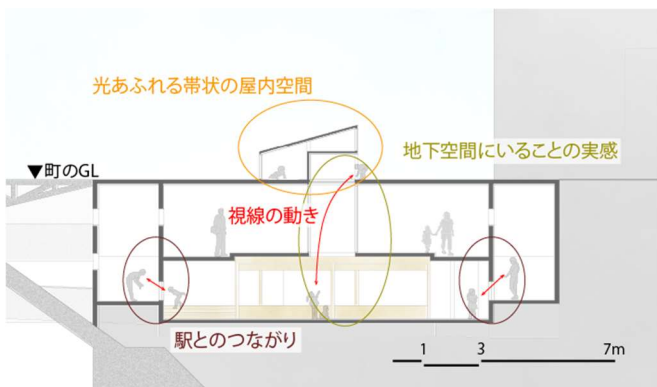 光あふれる帯状の屋内空間
地下空間にいることの実感
▼町のGL
視線の動き
駅とのつながり
1 3 7m